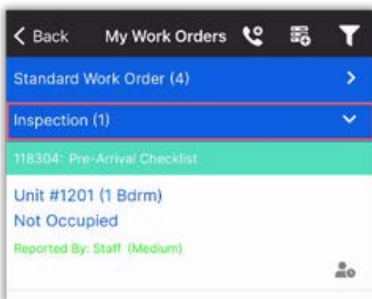 Back My Work Orders
Standard Work Order (4)
Inspection (1)
118304: Pre-Arrival Checklist
Unit #1201 (1 Bdrm)
Not Occupied
Reported By: Staff (Medium)